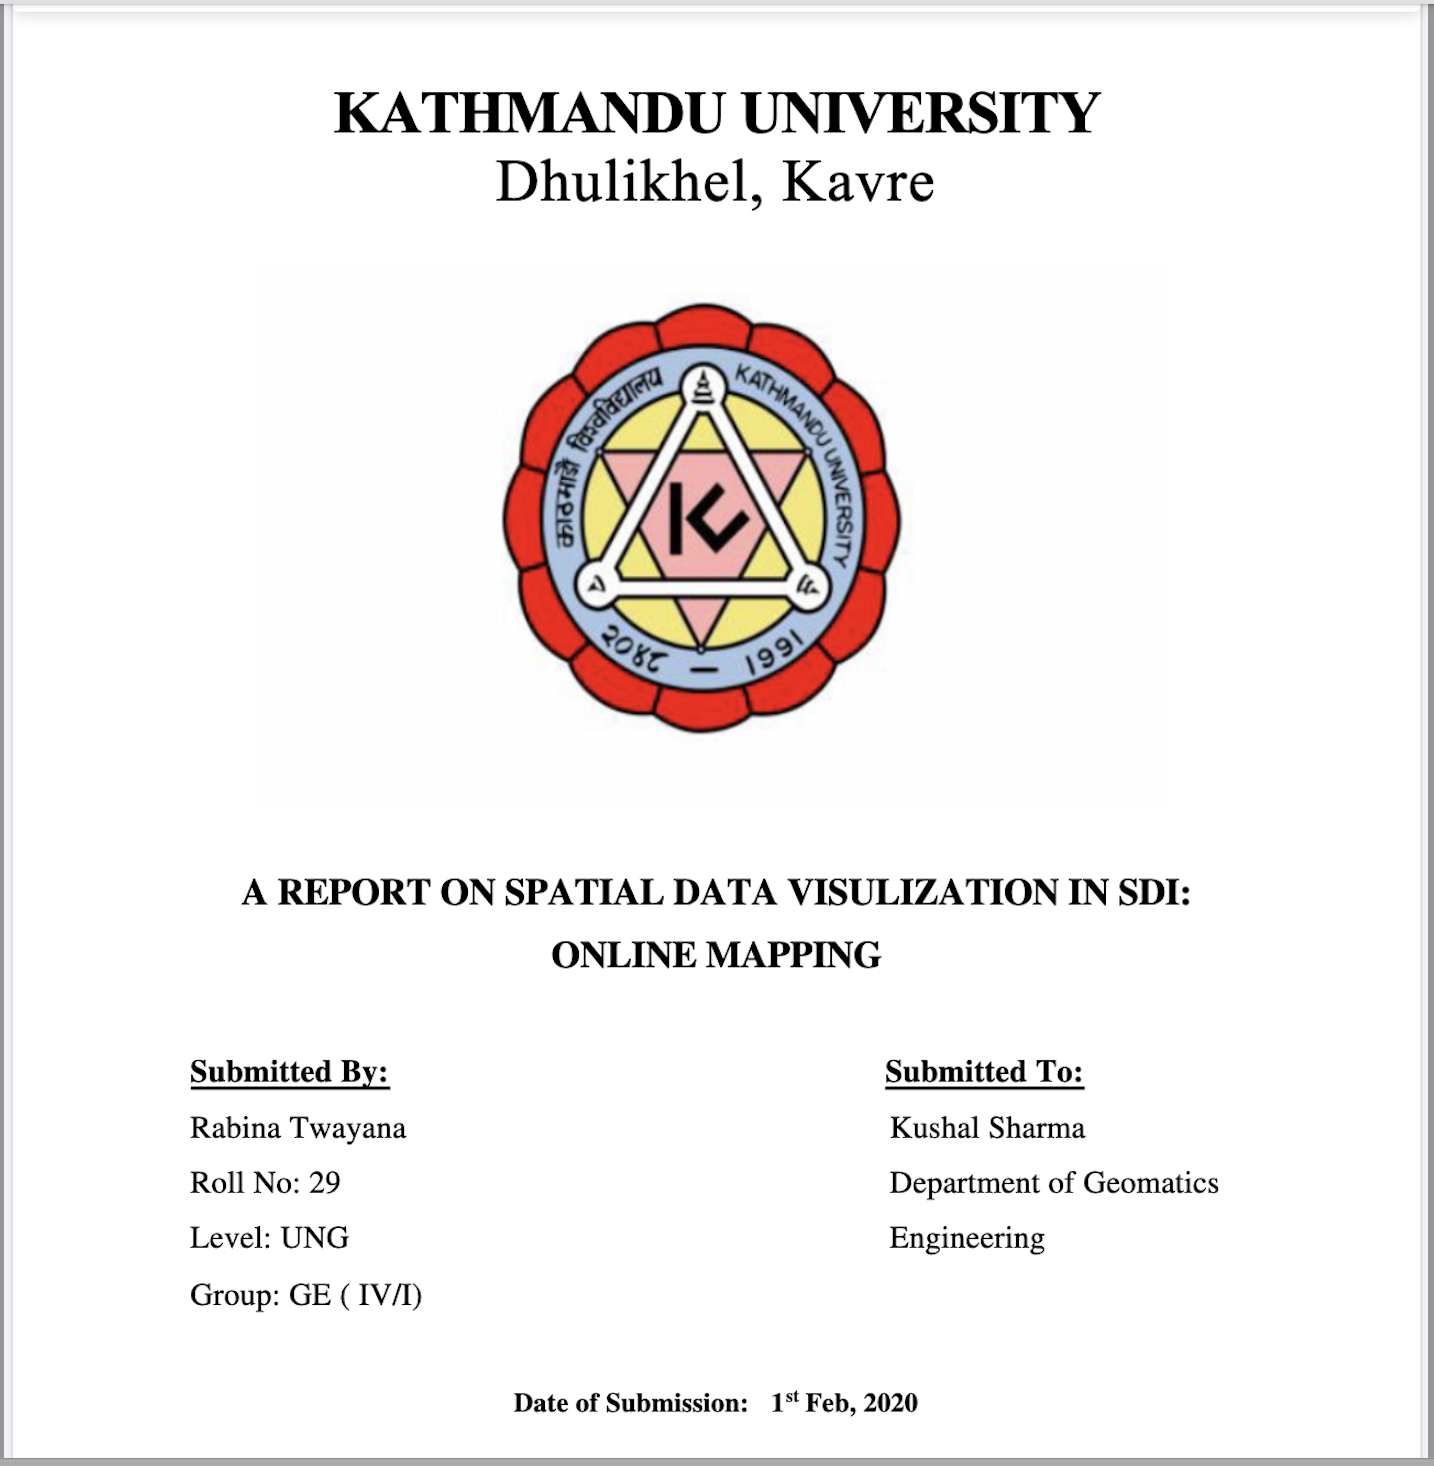 KATHMANDU UNIVERSITY
Dhulikhel, Kavre
काठमाडौं विश्वविद्यालय
KATHMANDU UNIVERSITY
२०४८ — 1991
A REPORT ON SPATIAL DATA VISULIZATION IN SDI:
ONLINE MAPPING
Submitted By:
Submitted To:
Rabina Twayana
Kushal Sharma
Roll No: 29
Department of Geomatics
Level: UNG
Engineering
Group: GE ( IV/I)
Date of Submission: 1st Feb, 2020